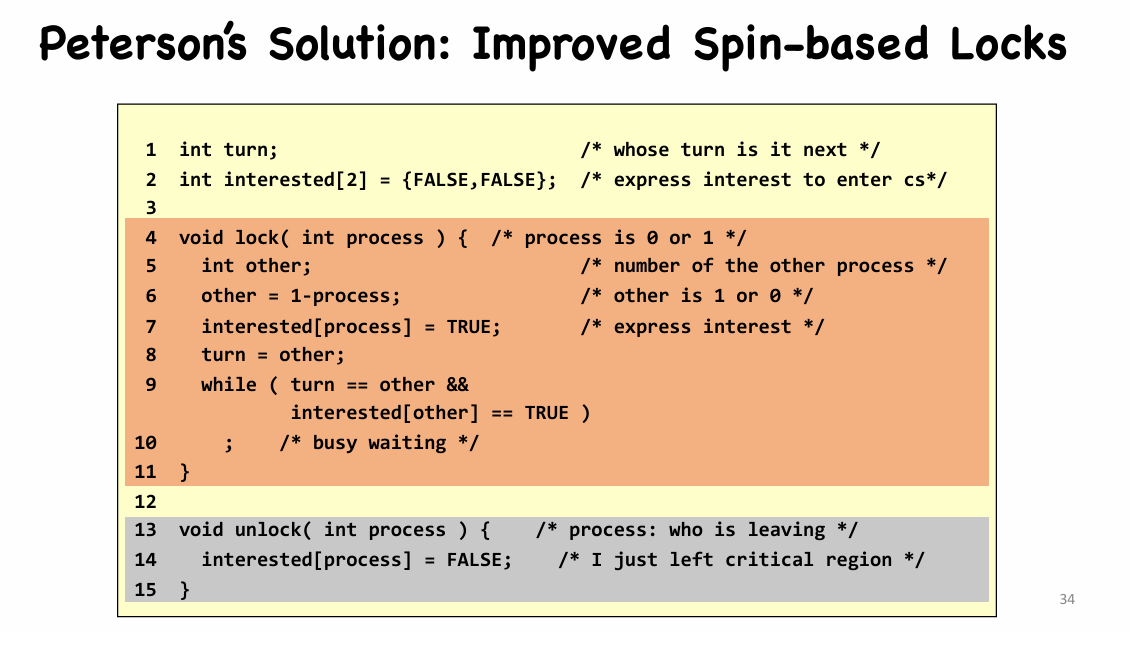 Peterson's Solution: Improved Spin-based Locks
1 int turn; /* whose turn is it next */
2 int interested[2] = {FALSE,FALSE}; /* express interest to enter cs*/
3
4 void lock( int process ) { /* process is 0 or 1 */
5 int other; /* number of the other process */
6 other = 1-process; /* other is 1 or 0 */
7 interested[process] = TRUE; /* express interest */
8 turn = other;
9 while ( turn == other &&
interested[other] == TRUE )
10 ; /* busy waiting */
11 }
12
13 void unlock( int process ) { /* process: who is leaving */
14 interested[process] = FALSE; /* I just left critical region */
15 }
34